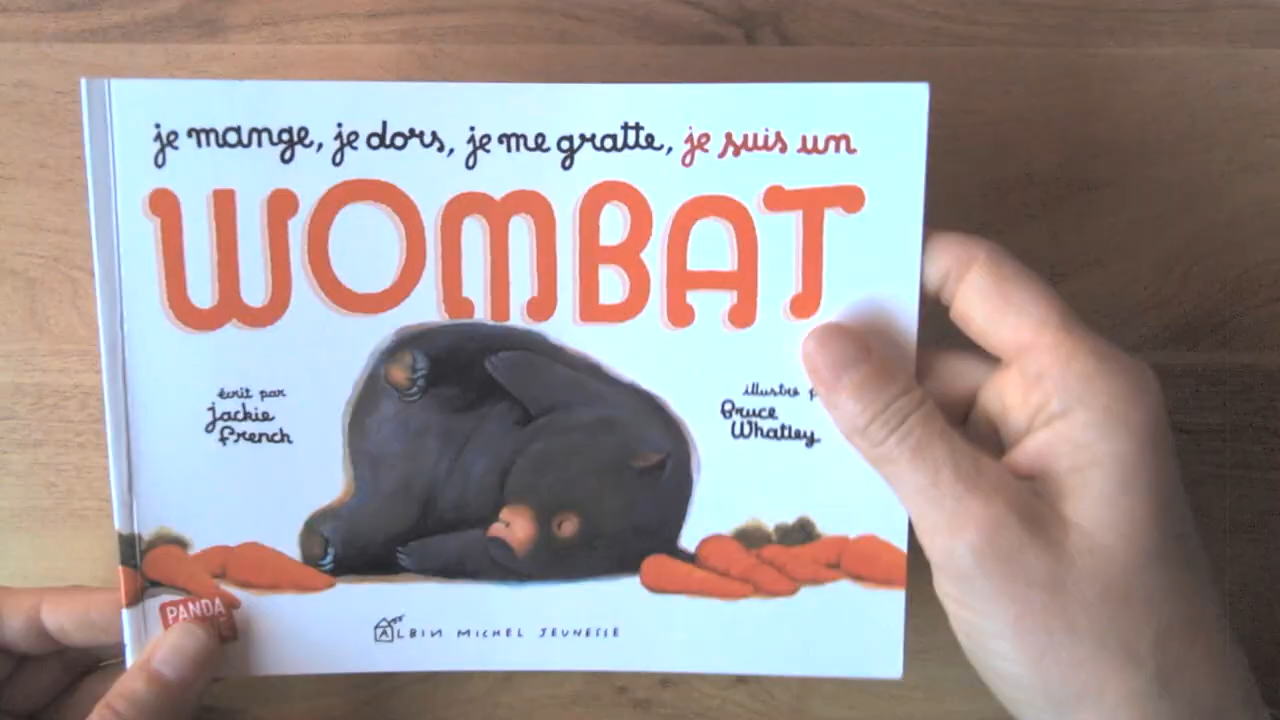 je mange, je dors, je me gratte, je suis un
WOMBAT
écrit par
Jackie
French
illustré
Bruce
Whatley
PANDA
ALBIN MICHEL JEUNESSE